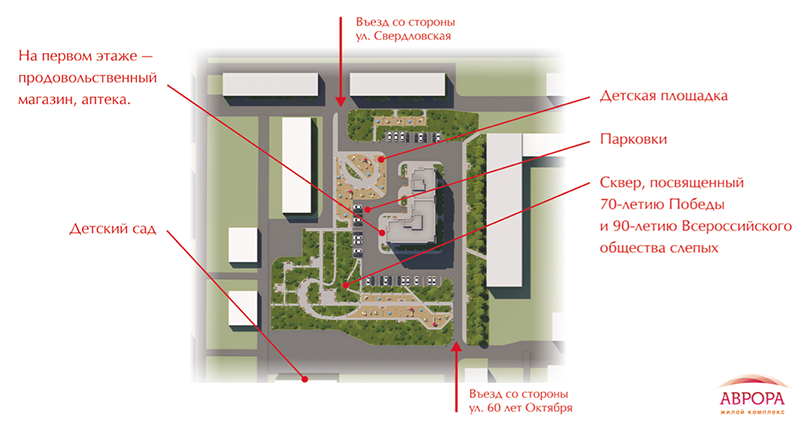 Въезд со стороны
ул. Свердловская
На первом этаже —
продовольственный
магазин, аптека.
Детская площадка
Парковки
Сквер, посвященный
70-летию Победы
и 90-летию Всероссийского
общества слепых
Детский сад
Въезд со стороны
ул. 60 лет Октября
АВРОРА
ЖИЛОЙ КОМПЛЕКС